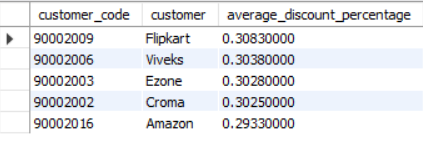 customer_code customer average_discount_percentage
90002009 Flipkart 0.30830000
90002006 Viveks 0.30380000
90002003 Ezone 0.30280000
90002002 Croma 0.30250000
90002016 Amazon 0.29330000